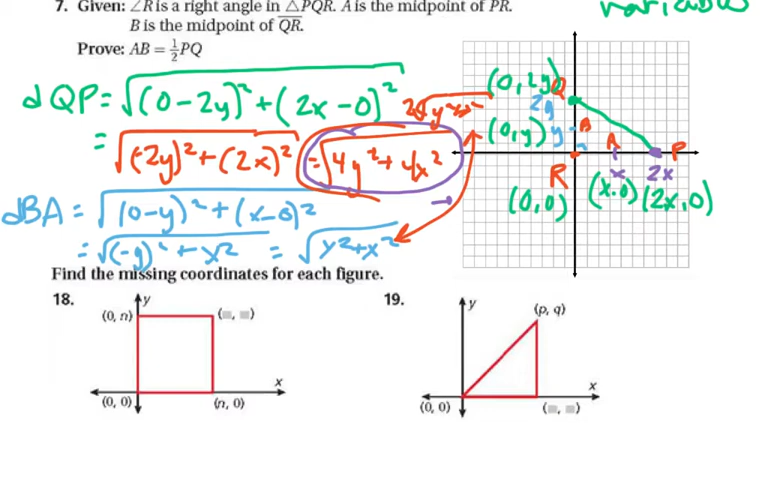 7. Given: ∠R is a right angle in △PQR. A is the midpoint of PR.
B is the midpoint of QR.
Prove: AB = ½PQ
variables
dQP = √(0-2y)² + (2x-0)²
= √(-2y)² + (2x)² = √4y² + 4x²
dBA = √(0-y)² + (x-0)²
= √(-y)² + x² = √y² + x²
(0, 2y) Q
2y
(0, y) y B
A P
x 2x
R
(0,0) (x,0) (2x,0)
Find the missing coordinates for each figure.
18.
y
(0, n)
(▪, ▪)
x
(0, 0)
(n, 0)
19.
y
(p, q)
x
(0, 0)
(▪, ▪)